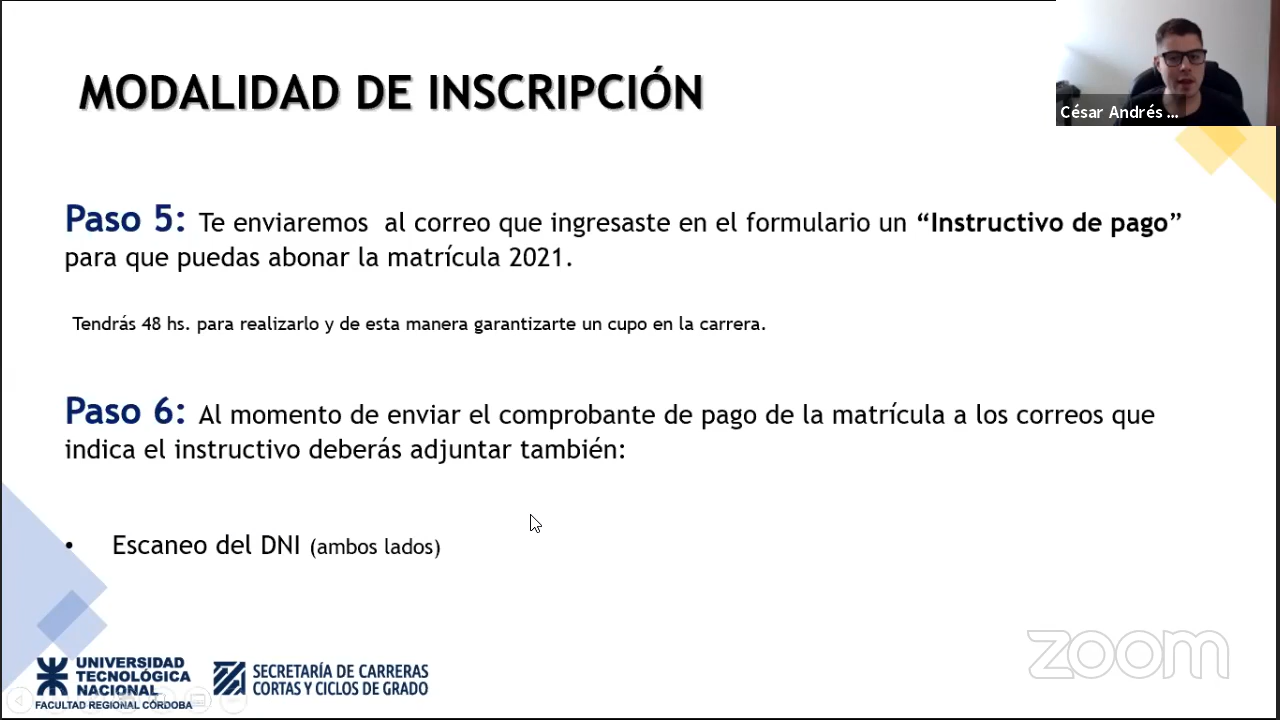 MODALIDAD DE INSCRIPCIÓN
César Andrés ...
Paso 5: Te enviaremos al correo que ingresaste en el formulario un “Instructivo de pago”
para que puedas abonar la matrícula 2021.
Tendrás 48 hs. para realizarlo y de esta manera garantizarte un cupo en la carrera.
Paso 6: Al momento de enviar el comprobante de pago de la matrícula a los correos que
indica el instructivo deberás adjuntar también:
• Escaneo del DNI (ambos lados)
UNIVERSIDAD
TECNOLÓGICA
NACIONAL
FACULTAD REGIONAL CÓRDOBA
SECRETARÍA DE CARRERAS
CORTAS Y CICLOS DE GRADO
zoom